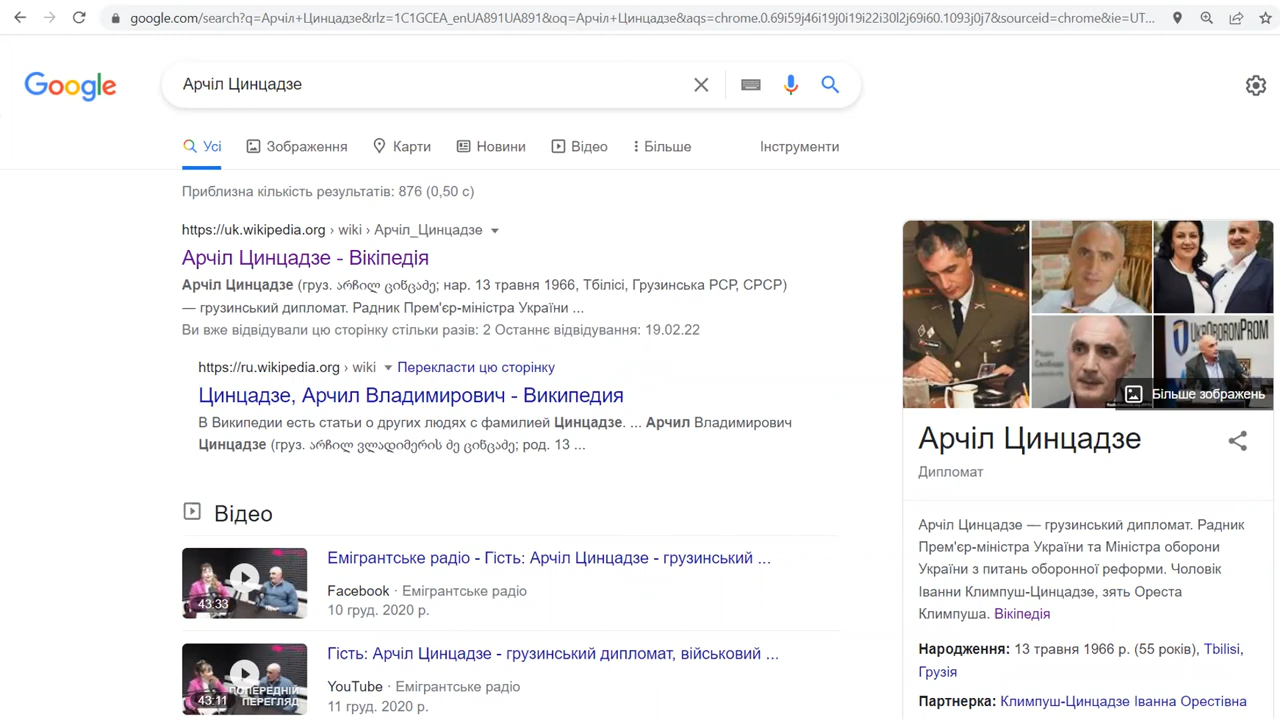 google.com/search?q=Арчіл+Цинцадзе&rlz=1C1GCEA_enUA891UA891&oq=Арчіл+Цинцадзе&aqs=chrome.0.69i59j46i19j0i19i22i30l2j69i60.1093j0j7&sourceid=chrome&ie=UT...
Google
Арчіл Цинцадзе
Усі Зображення Карти Новини Відео Більше Інструменти
Приблизна кількість результатів: 876 (0,50 с)
https://uk.wikipedia.org › wiki › Арчіл_Цинцадзе
Арчіл Цинцадзе - Вікіпедія
Арчіл Цинцадзе (груз. არჩილ ცინცაძე; нар. 13 травня 1966, Тбілісі, Грузинська РСР, СРСР)
— грузинський дипломат. Радник Прем'єр-міністра України ...
Ви вже відвідували цю сторінку стільки разів: 2 Останнє відвідування: 19.02.22
https://ru.wikipedia.org › wiki Перекласти цю сторінку
Цинцадзе, Арчил Владимирович - Википедия
В Википедии есть статьи о других людях с фамилией Цинцадзе. ... Арчил Владимирович
Цинцадзе (груз. არჩილ ვლადიმერის ძე ცინცაძე; род. 13 ...
Відео
Емігрантське радіо - Гість: Арчіл Цинцадзе - грузинський ...
43:33
Facebook · Емігрантське радіо
10 груд. 2020 р.
Гість: Арчіл Цинцадзе - грузинський дипломат, військовий ...
43:11
ПОПЕРЕДНІЙ
ПЕРЕГЛЯД
YouTube · Емігрантське радіо
11 груд. 2020 р.
UKROBORONPROM
Більше зображень
Арчіл Цинцадзе
Дипломат
Арчіл Цинцадзе — грузинський дипломат. Радник
Прем'єр-міністра України та Міністра оборони
України з питань оборонної реформи. Чоловік
Іванни Климпуш-Цинцадзе, зять Ореста
Климпуша. Вікіпедія
Народження: 13 травня 1966 р. (55 років), Tbilisi,
Грузія
Партнерка: Климпуш-Цинцадзе Іванна Орестівна